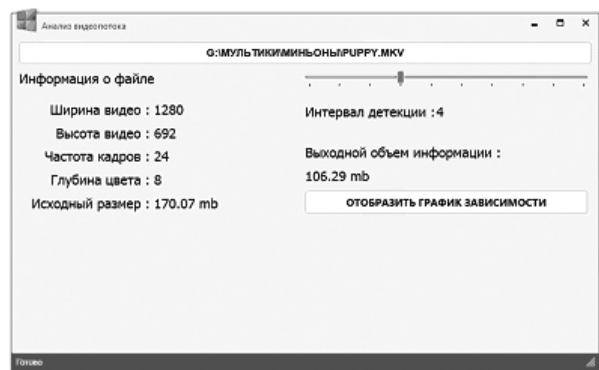 Анализ видеопотока
G:\МУЛЬТИКИ\МИНЬОНЫ\PUPPY.MKV
Информация о файле
Ширина видео : 1280
Высота видео : 692
Частота кадров : 24
Глубина цвета : 8
Исходный размер : 170.07 mb
Интервал детекции :4
Выходной объем информации :
106.29 mb
ОТОБРАЗИТЬ ГРАФИК ЗАВИСИМОСТИ
Готово